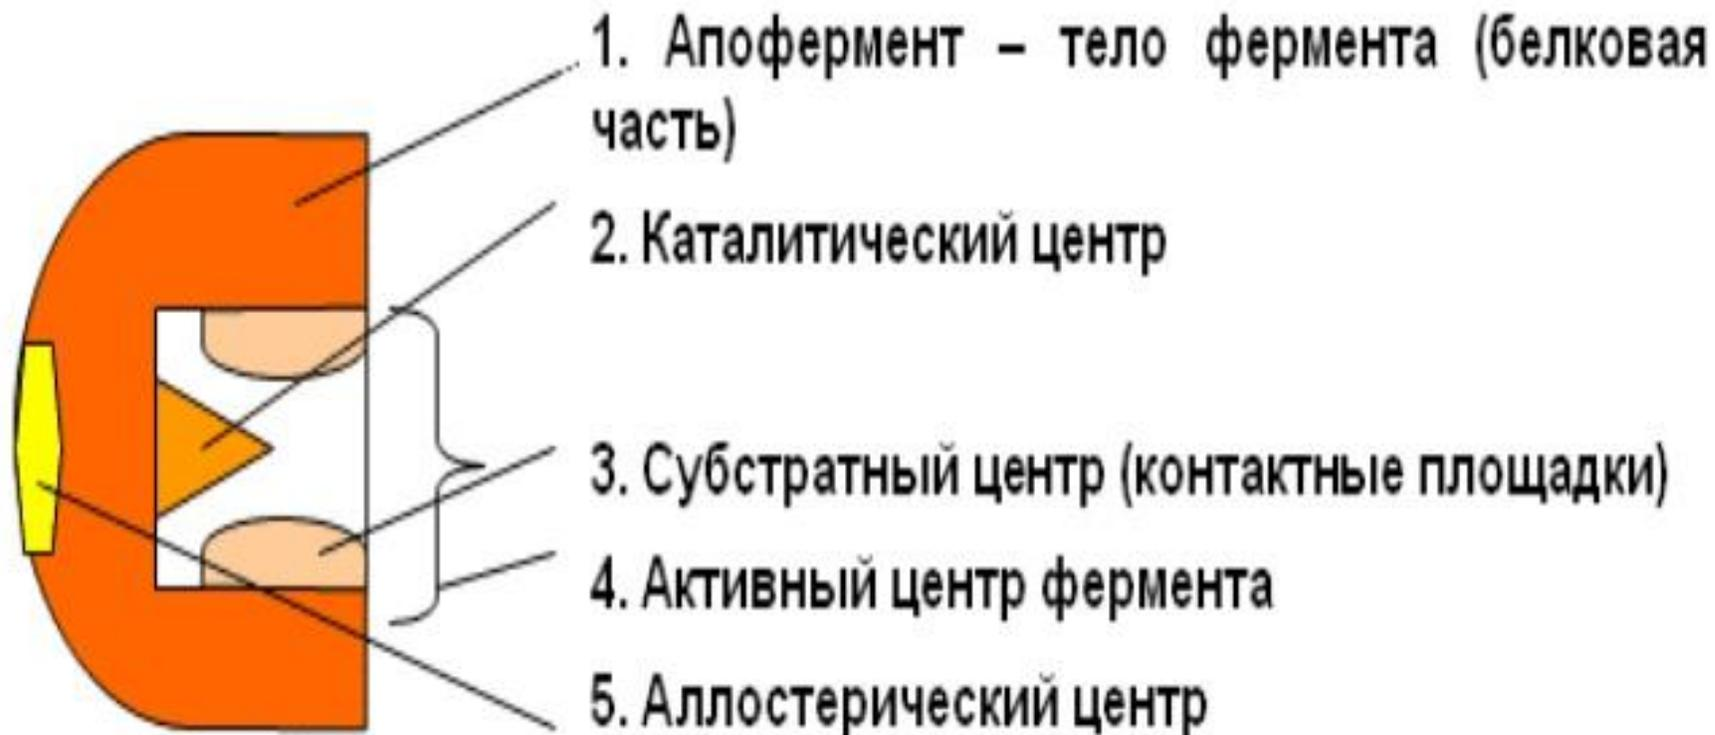 1. Апофермент – тело фермента (белковая
часть)
2. Каталитический центр
3. Субстратный центр (контактные площадки)
4. Активный центр фермента
5. Аллостерический центр